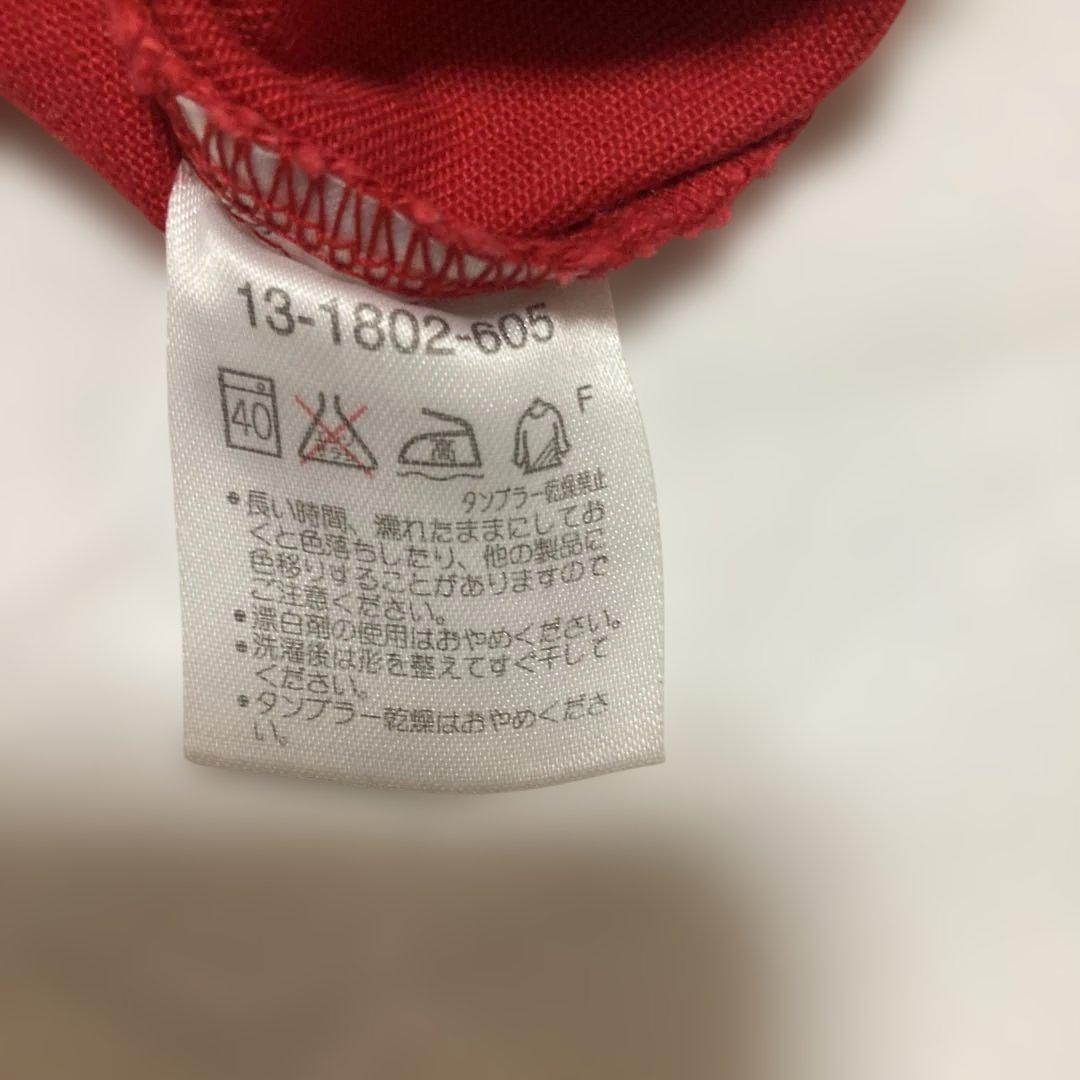 13-1802-605
40 高 F
タンブラー乾燥禁止
•長い時間、濡れたままにしてお
くと色落ちしたり、他の製品に
色移りすることがありますので
ご注意ください。
•漂白剤の使用はおやめください。
•洗濯後は形を整えてすぐ干して
ください。
•タンブラー乾燥はおやめくださ
い。